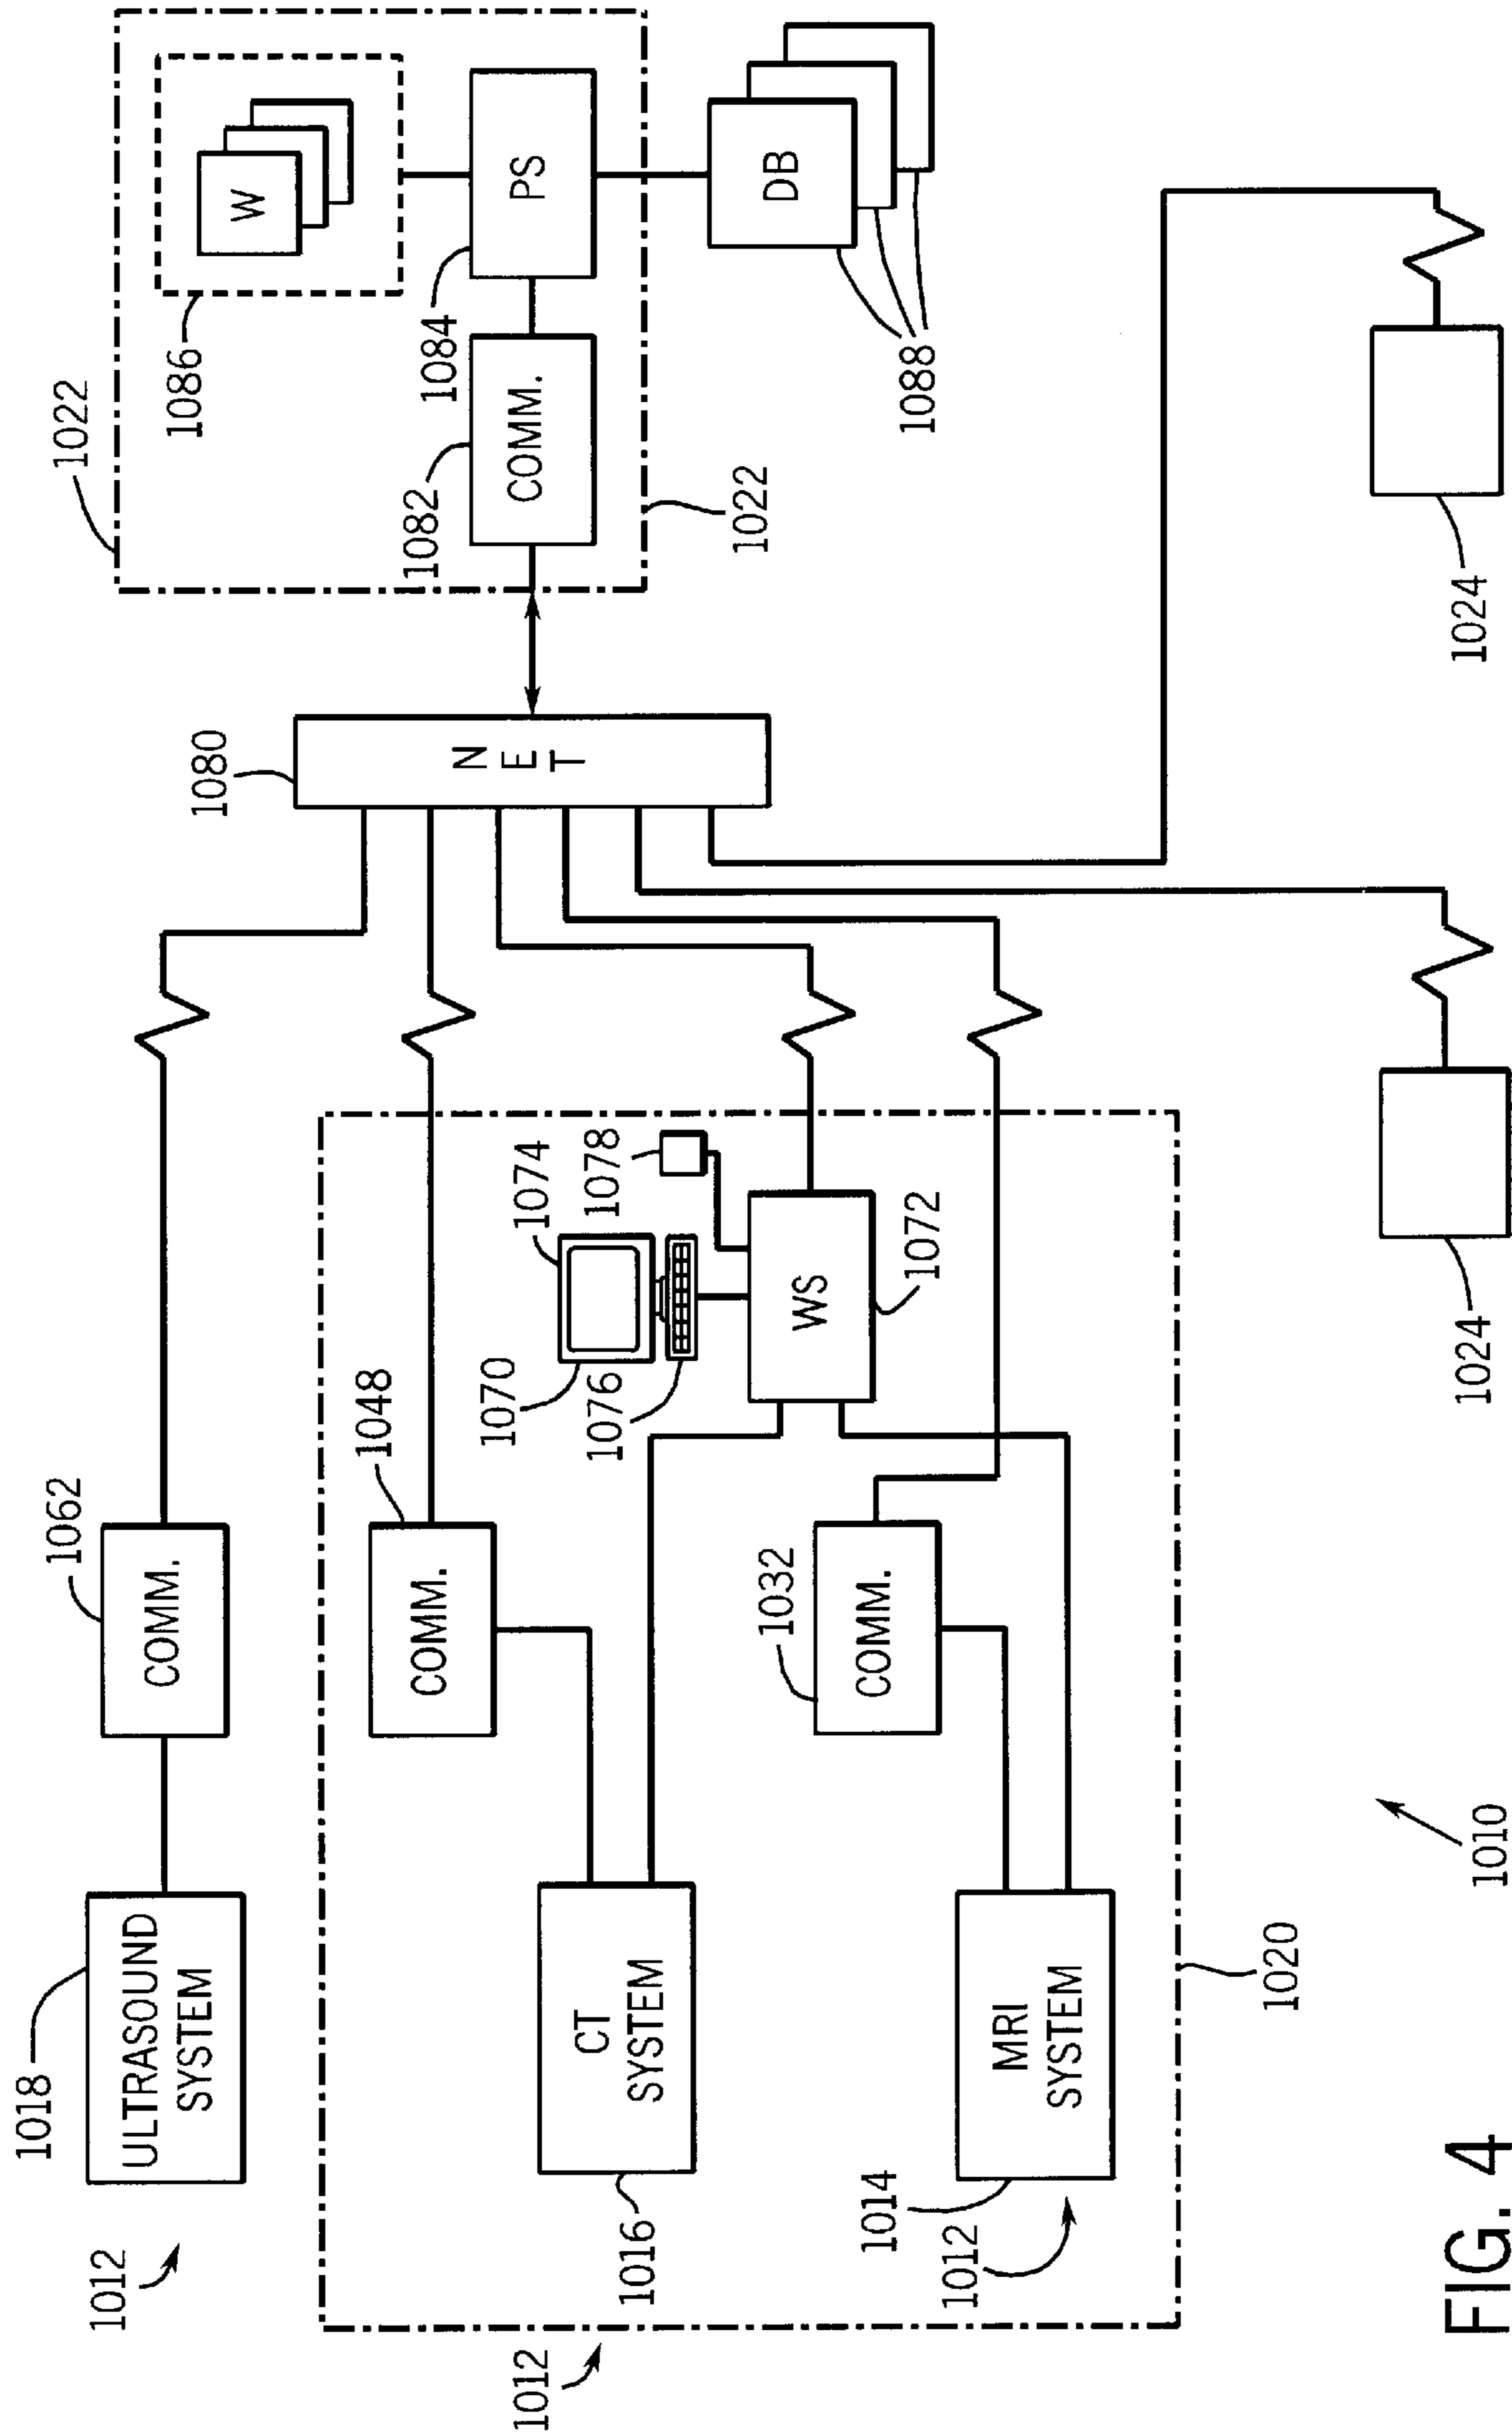 1018
ULTRASOUND
SYSTEM
1012
1062
COMM.
1080
N
E
T
1022
1086
W
1084
PS
1082
COMM.
1022
DB
1088
1048
COMM.
1070
1074
1076
1078
WS
1072
1012
CT
SYSTEM
1016
1032
COMM.
1014
1012
MRI
SYSTEM
1020
1024
1024
1010
FIG. 4